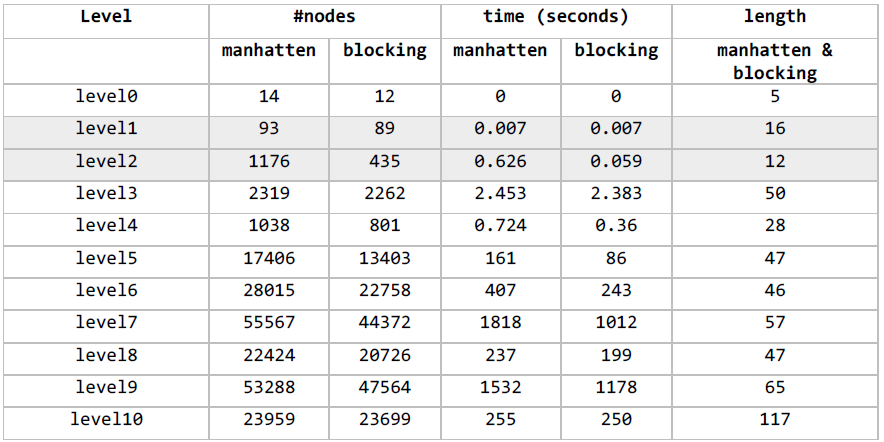 Level #nodes time (seconds) length
manhatten blocking manhatten blocking manhatten &
blocking
level0 14 12 0 0 5
level1 93 89 0.007 0.007 16
level2 1176 435 0.626 0.059 12
level3 2319 2262 2.453 2.383 50
level4 1038 801 0.724 0.36 28
level5 17406 13403 161 86 47
level6 28015 22758 407 243 46
level7 55567 44372 1818 1012 57
level8 22424 20726 237 199 47
level9 53288 47564 1532 1178 65
level10 23959 23699 255 250 117